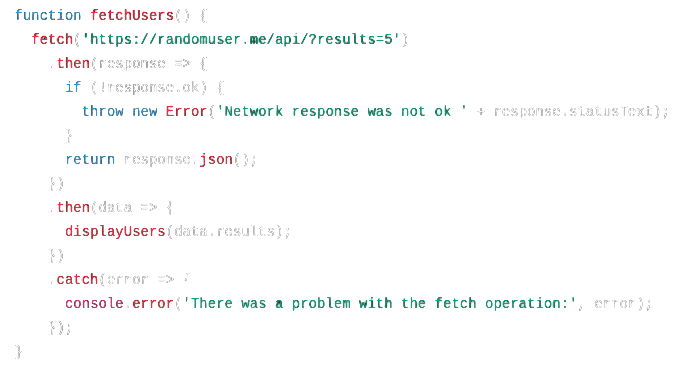 function fetchUsers() {
  fetch('https://randomuser.me/api/?results=5')
    .then(response => {
      if (!response.ok) {
        throw new Error('Network response was not ok ' + response.statusText);
      }
      return response.json();
    })
    .then(data => {
      displayUsers(data.results);
    })
    .catch(error => {
      console.error('There was a problem with the fetch operation:', error);
    });
}